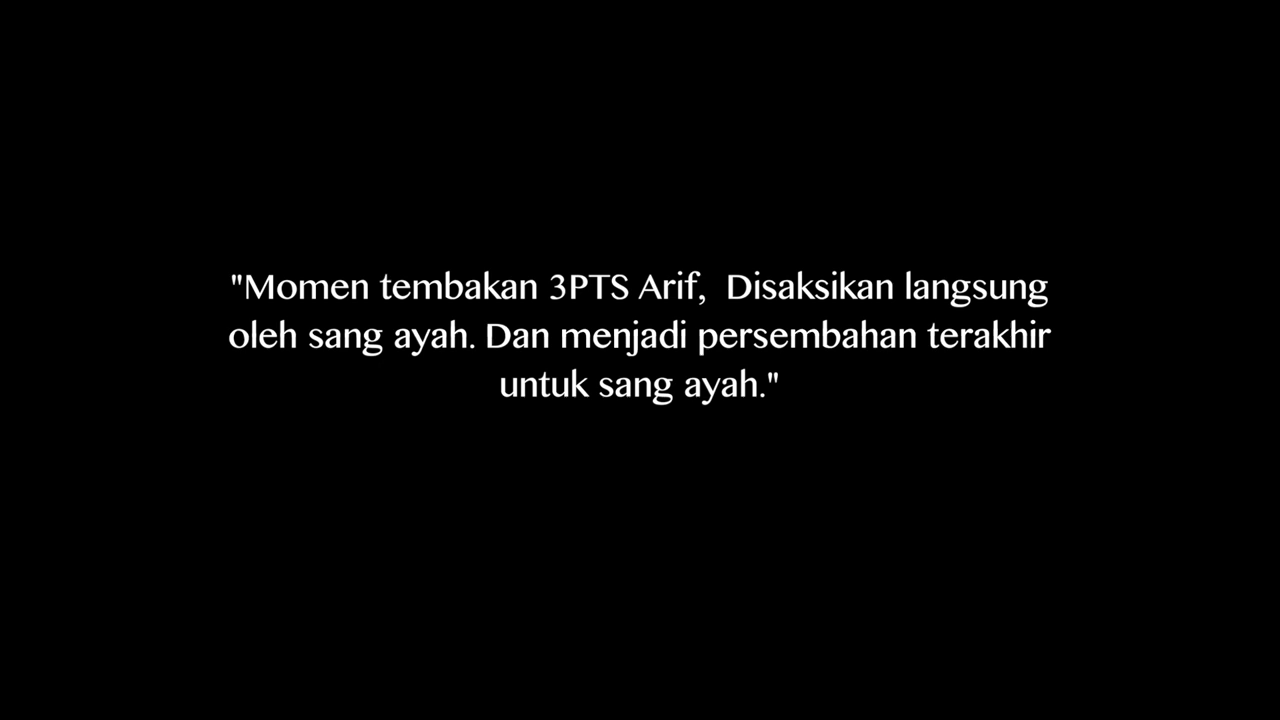 "Momen tembakan 3PTS Arif,  Disaksikan langsung
oleh sang ayah. Dan menjadi persembahan terakhir
untuk sang ayah."